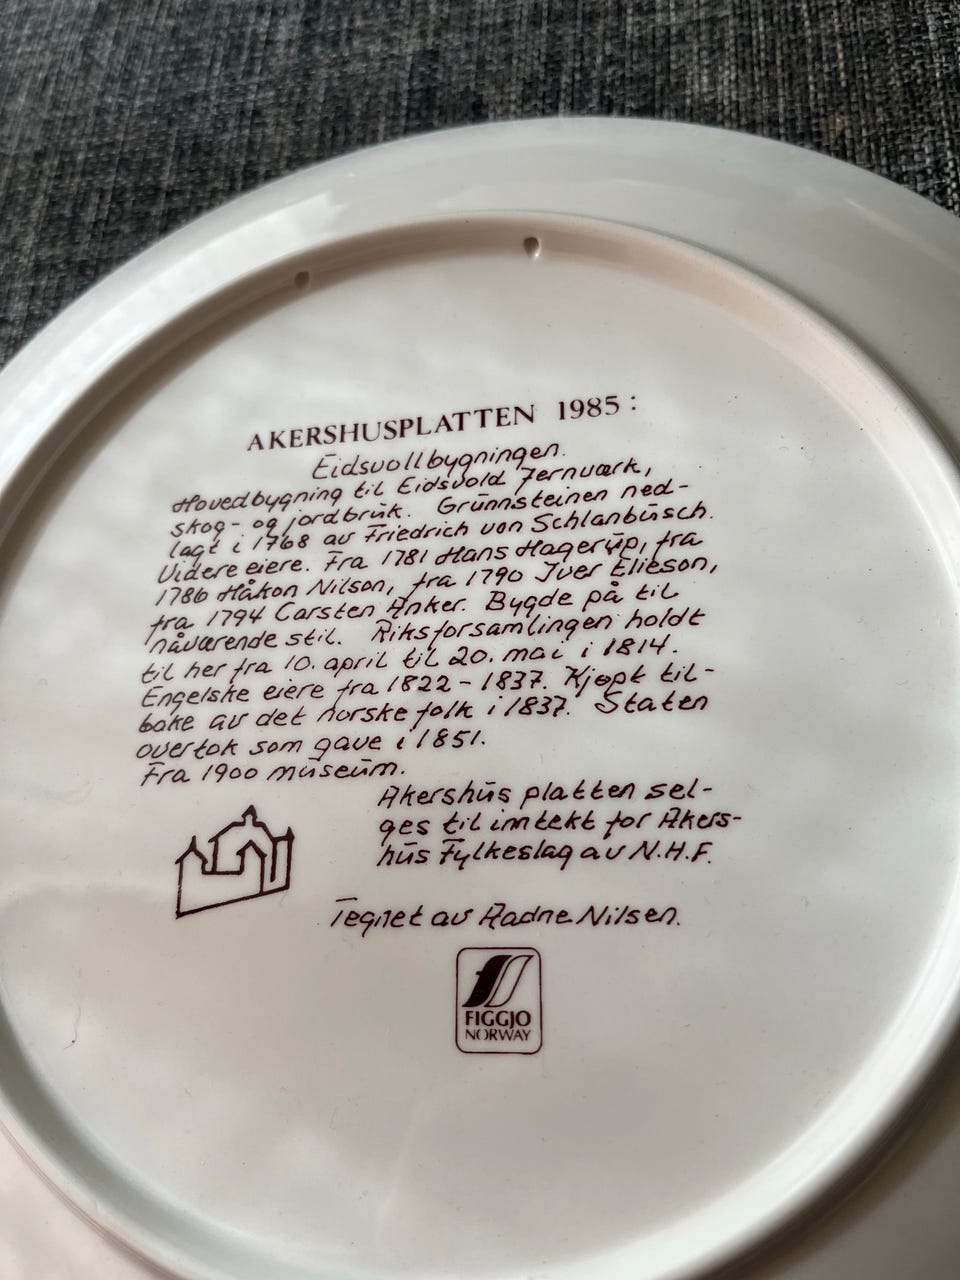 AKERSHUSPLATTEN 1985:
Eidsvollbygningen.
Hovedbygning til Eidsvold Jernværk,
skog- og jordbruk. Grunnsteinen ned-
lagt i 1768 av Friedrich von Schlanbusch.
Videre eiere. Fra 1781 Hans Hagerup, fra
1786 Håkon Nilson, fra 1790 Iver Elieson,
fra 1794 Carsten Anker. Bygde på til
nåværende stil. Riksforsamlingen holdt
til her fra 10. april til 20. mai i 1814.
Engelske eiere fra 1822-1837. Kjøpt til-
bake av det norske folk i 1837. Staten
overtok som gave i 1851.
Fra 1900 museum.
Akershus platten sel-
ges til inntekt for Akers-
hus Fylkeslag av N.H.F.
Tegnet av Aadne Nilsen.
FIGGJO
NORWAY